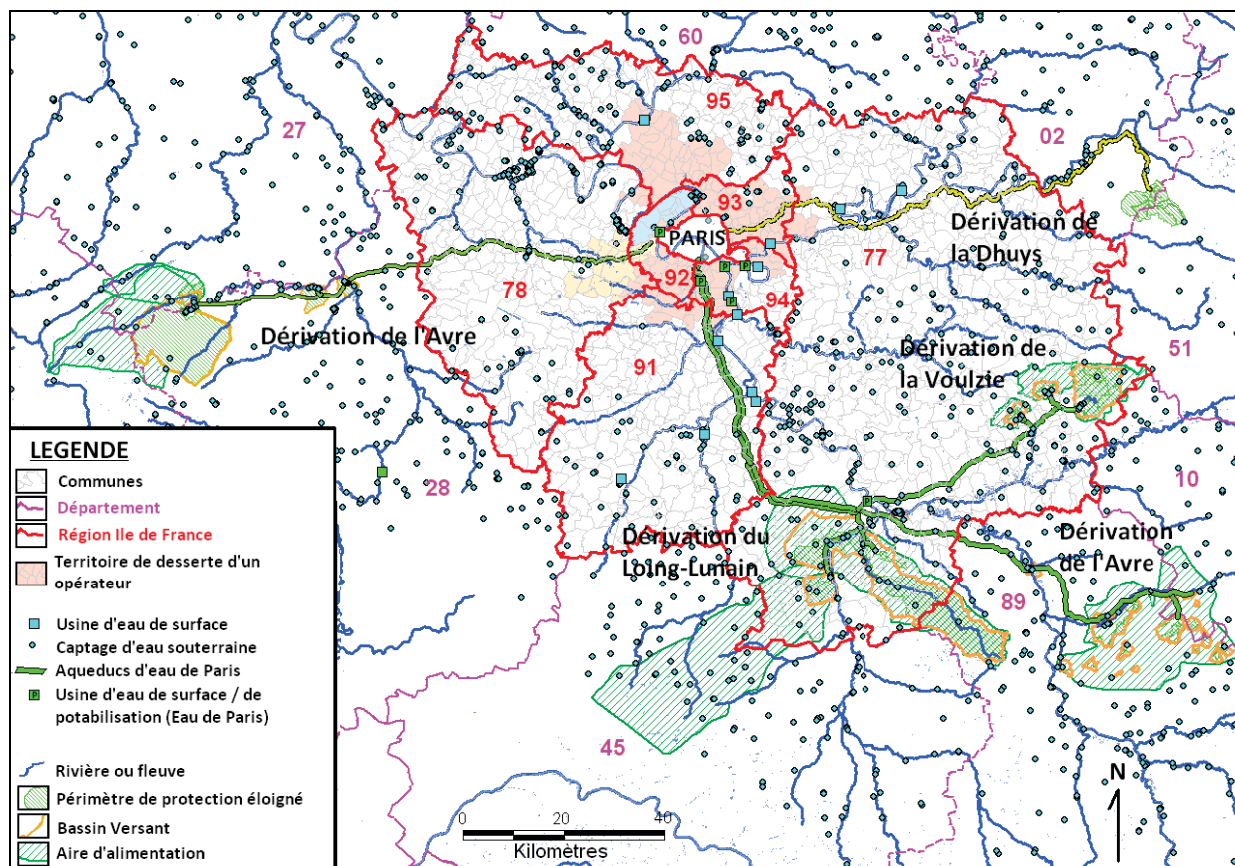 60
95
02
27
93
PARIS
Dérivation de
la Dhuys
77
92
94
78
Dérivation de l'Avre
51
Dérivation de
la Voulzie
91
LEGENDE
Communes
Département
Région Ile de France
Territoire de desserte d'un
opérateur
Usine d'eau de surface
Captage d'eau souterraine
Aqueducs d'eau de Paris
P
Usine d'eau de surface / de
potabilisation (Eau de Paris)
Rivière ou fleuve
Périmètre de protection éloigné
Bassin Versant
Aire d'alimentation
28
10
Dérivation du
Loing-Lunain
Dérivation
de l'Avre
89
45
N
0 20 40
Kilomètres